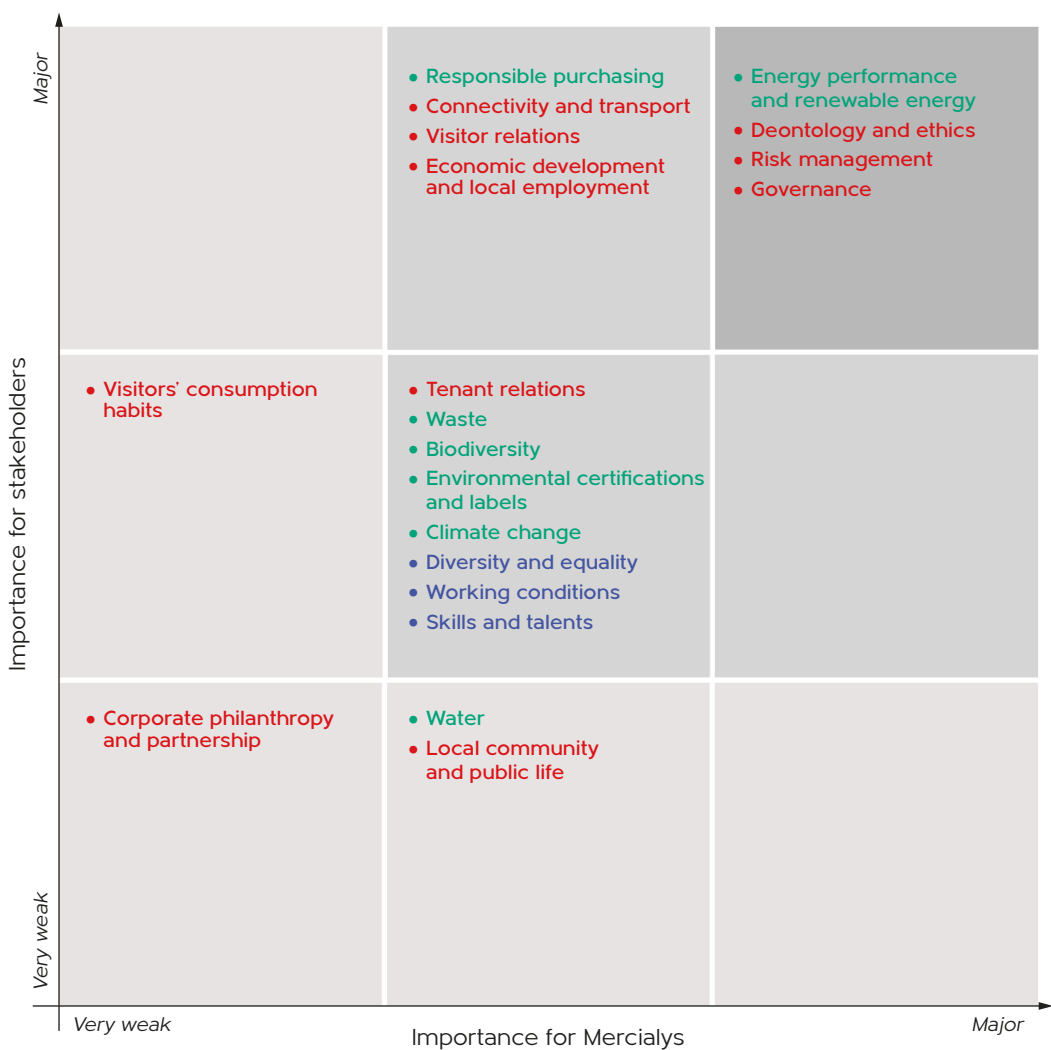 Major
• Responsible purchasing
• Connectivity and transport
• Visitor relations
• Economic development
and local employment
• Energy performance
and renewable energy
• Deontology and ethics
• Risk management
• Governance
Importance for stakeholders
• Visitors’ consumption
habits
• Tenant relations
• Waste
• Biodiversity
• Environmental certifications
and labels
• Climate change
• Diversity and equality
• Working conditions
• Skills and talents
• Corporate philanthropy
and partnership
• Water
• Local community
and public life
Very weak
Very weak
Importance for Mercialys
Major